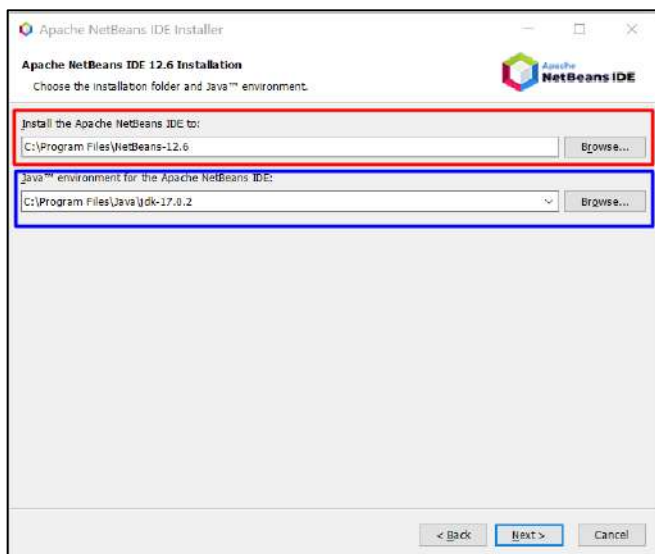 Apache NetBeans IDE Installer
Apache NetBeans IDE 12.6 Installation
Choose the installation folder and Java™ environment.
Apache
NetBeans IDE
Install the Apache NetBeans IDE to:
C:\Program Files\NetBeans-12.6 Browse...
Java™ environment for the Apache NetBeans IDE:
C:\Program Files\Java\jdk-17.0.2 Browse...
< Back Next > Cancel